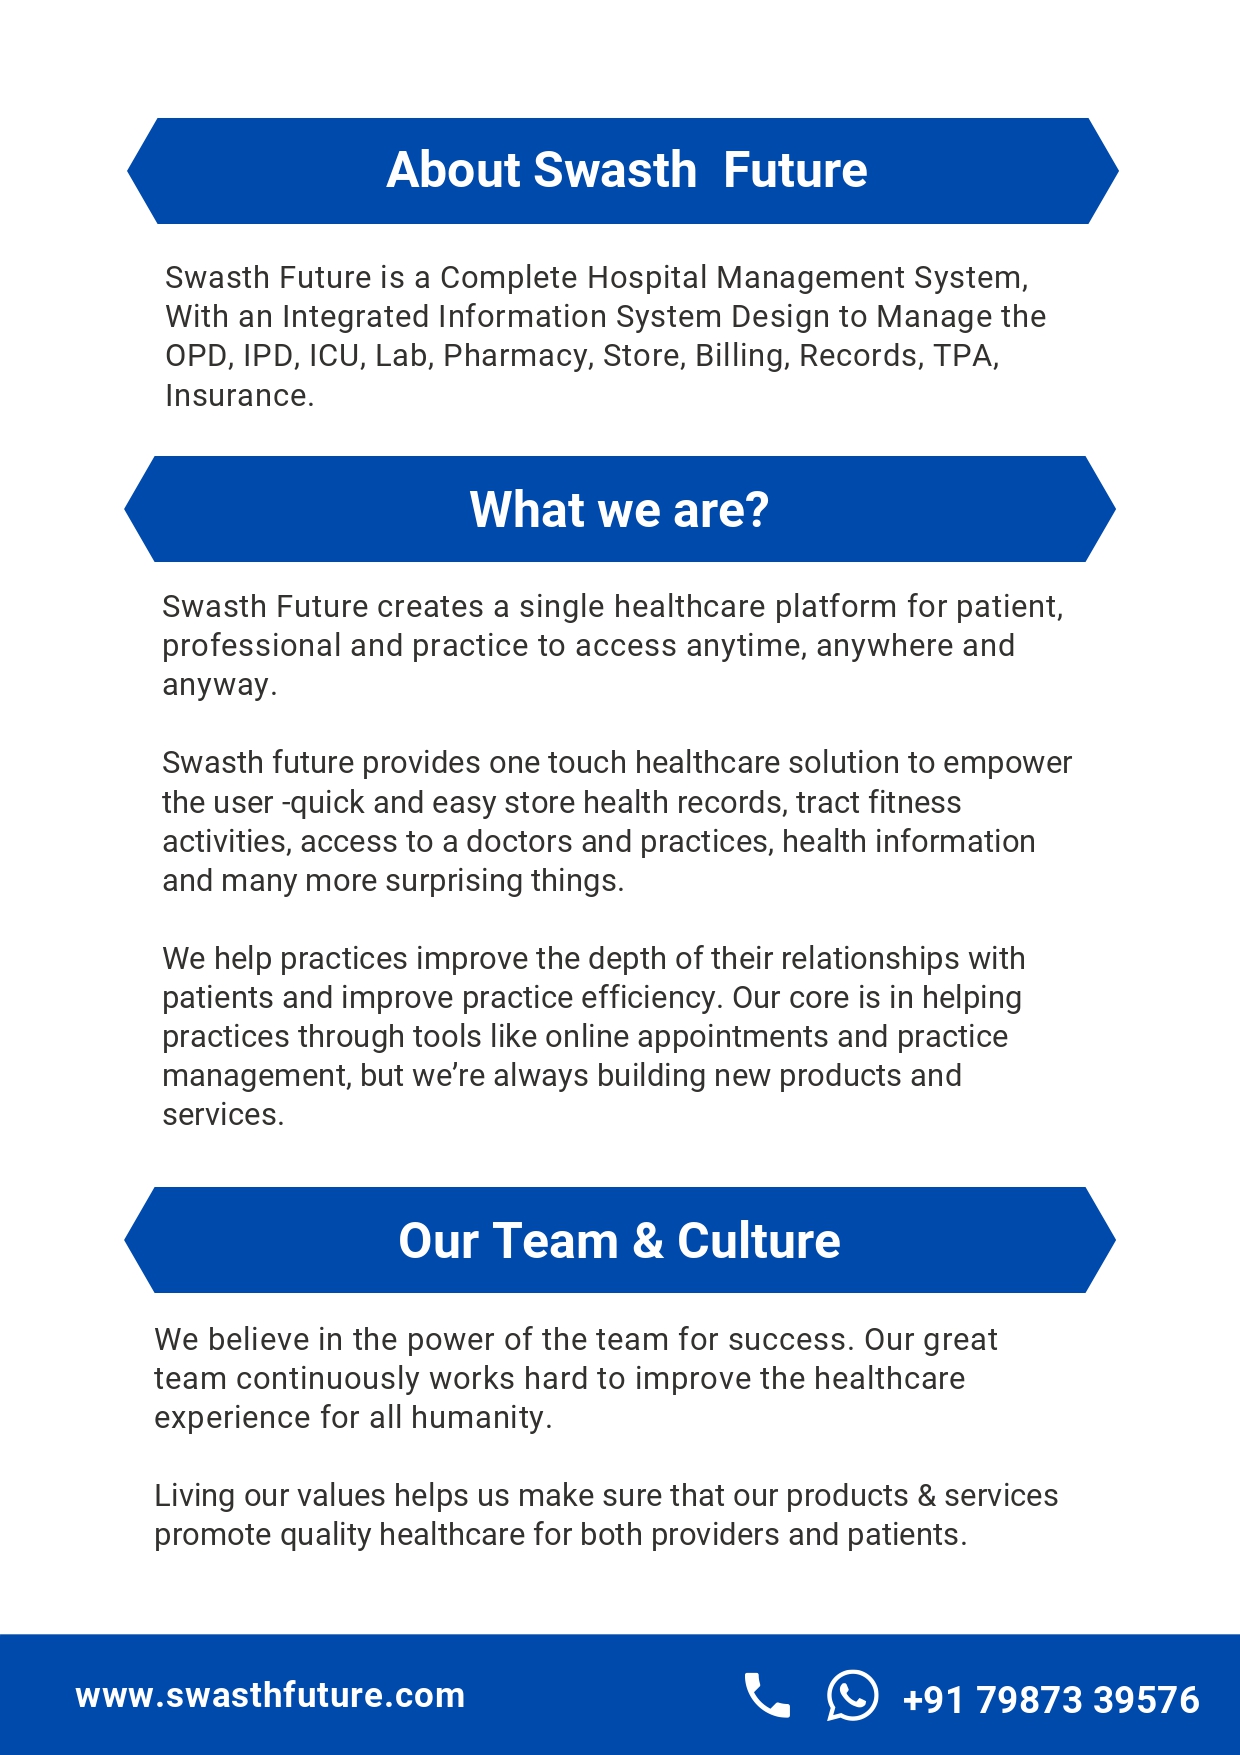 About Swasth  Future
Swasth Future is a Complete Hospital Management System,
With an Integrated Information System Design to Manage the
OPD, IPD, ICU, Lab, Pharmacy, Store, Billing, Records, TPA,
Insurance.
What we are?
Swasth Future creates a single healthcare platform for patient,
professional and practice to access anytime, anywhere and
anyway.
Swasth future provides one touch healthcare solution to empower
the user -quick and easy store health records, tract fitness
activities, access to a doctors and practices, health information
and many more surprising things.
We help practices improve the depth of their relationships with
patients and improve practice efficiency. Our core is in helping
practices through tools like online appointments and practice
management, but we’re always building new products and
services.
Our Team & Culture
We believe in the power of the team for success. Our great
team continuously works hard to improve the healthcare
experience for all humanity.
Living our values helps us make sure that our products & services
promote quality healthcare for both providers and patients.
www.swasthfuture.com
+91 79873 39576